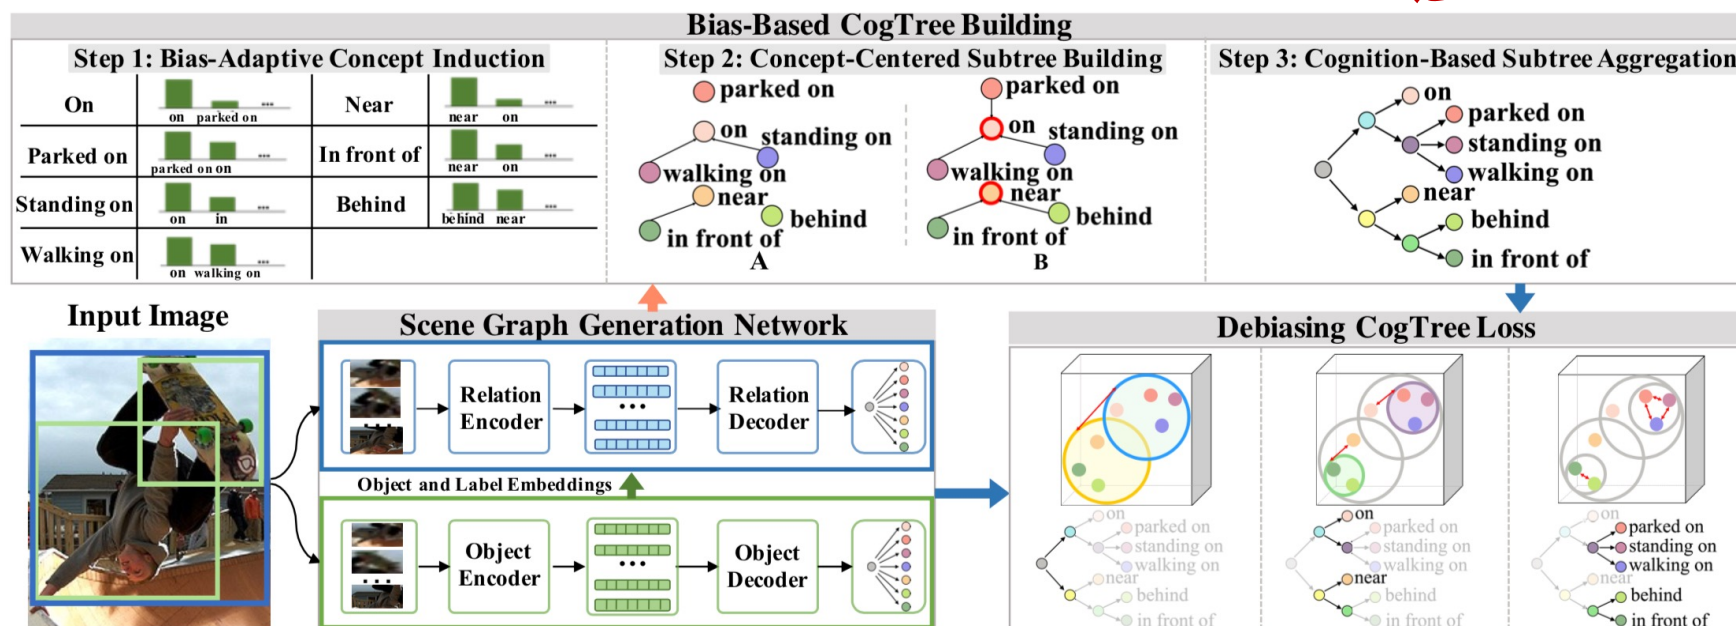 Bias-Based CogTree Building
Step 1: Bias-Adaptive Concept Induction
On
on parked on ...
Near
near on ...
Parked on
parked on on ...
In front of
near on ...
Standing on
on in ...
Behind
behind near ...
Walking on
on walking on ...
Step 2: Concept-Centered Subtree Building
parked on
on
standing on
walking on
near
behind
in front of
A
parked on
on
standing on
walking on
near
behind
in front of
B
Step 3: Cognition-Based Subtree Aggregation
on
parked on
standing on
walking on
near
behind
in front of
Input Image
Scene Graph Generation Network
Relation Encoder
...
Relation Decoder
Object and Label Embeddings
...
Object Encoder
...
Object Decoder
Debiasing CogTree Loss
on
parked on
standing on
walking on
near
behind
in front of
on
parked on
standing on
walking on
near
behind
in front of
on
parked on
standing on
walking on
near
behind
in front of